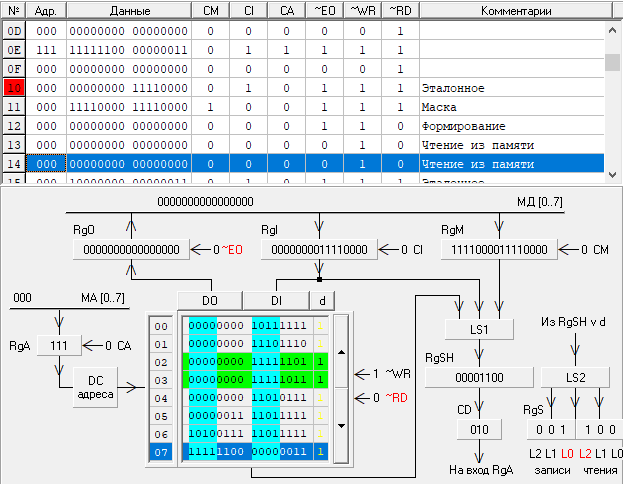 № Адр. Данные CM CI CA ~EO ~WR ~RD Комментарии
0D 000 00000000 00000000 0 0 0 0 0 1
0E 111 11111100 00000011 0 1 1 1 1 1
0F 000 00000000 00000000 0 0 0 0 0 1
10 000 00000000 11110000 0 1 0 1 1 1 Эталонное
11 000 11110000 11110000 1 0 0 1 1 1 Маска
12 000 00000000 00000000 0 0 0 1 1 0 Формирование
13 000 00000000 00000000 0 0 0 0 1 0 Чтение из памяти
14 000 00000000 00000000 0 0 0 0 1 0 Чтение из памяти
15 000 10000000 00000011 0 1 0 1 1 1 Эталонное
0000000000000000 МД [0..7]
RgO RgI RgM
0000000000000000 0 ~EO 0000000011110000 0 CI 1111000011110000 0 CM
000 МА [0..7] DO DI d
RgA 111 0 CA
DC адреса
00 00000000 10111111 1
01 00000000 11101110 1
02 00000000 11111101 1
03 00000000 11111011 1
04 00000000 11010111 1
05 00000011 11011111 1
06 10100111 11011111 1
07 11111100 00000011 1
1 ~WR
0 ~RD
LS1 Из RgSH v d
RgSH
00001100 LS2
CD RgS
010 0 0 1 1 0 0
L2 L1 L0 L2 L1 L0
На вход RgA записи чтения